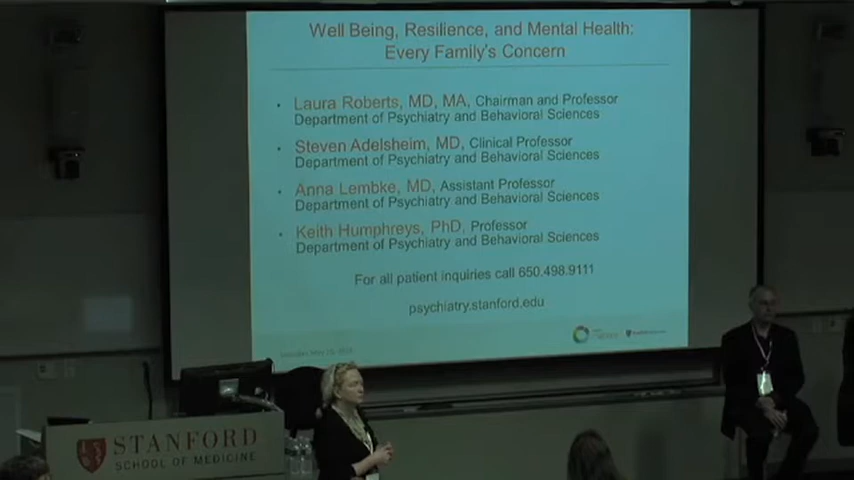 Well Being, Resilience, and Mental Health:
Every Family's Concern
• Laura Roberts, MD, MA, Chairman and Professor
Department of Psychiatry and Behavioral Sciences
• Steven Adelsheim, MD, Clinical Professor
Department of Psychiatry and Behavioral Sciences
• Anna Lembke, MD, Assistant Professor
Department of Psychiatry and Behavioral Sciences
• Keith Humphreys, PhD, Professor
Department of Psychiatry and Behavioral Sciences
For all patient inquiries call 650.498.9111
psychiatry.stanford.edu
STANFORD
SCHOOL OF MEDICINE